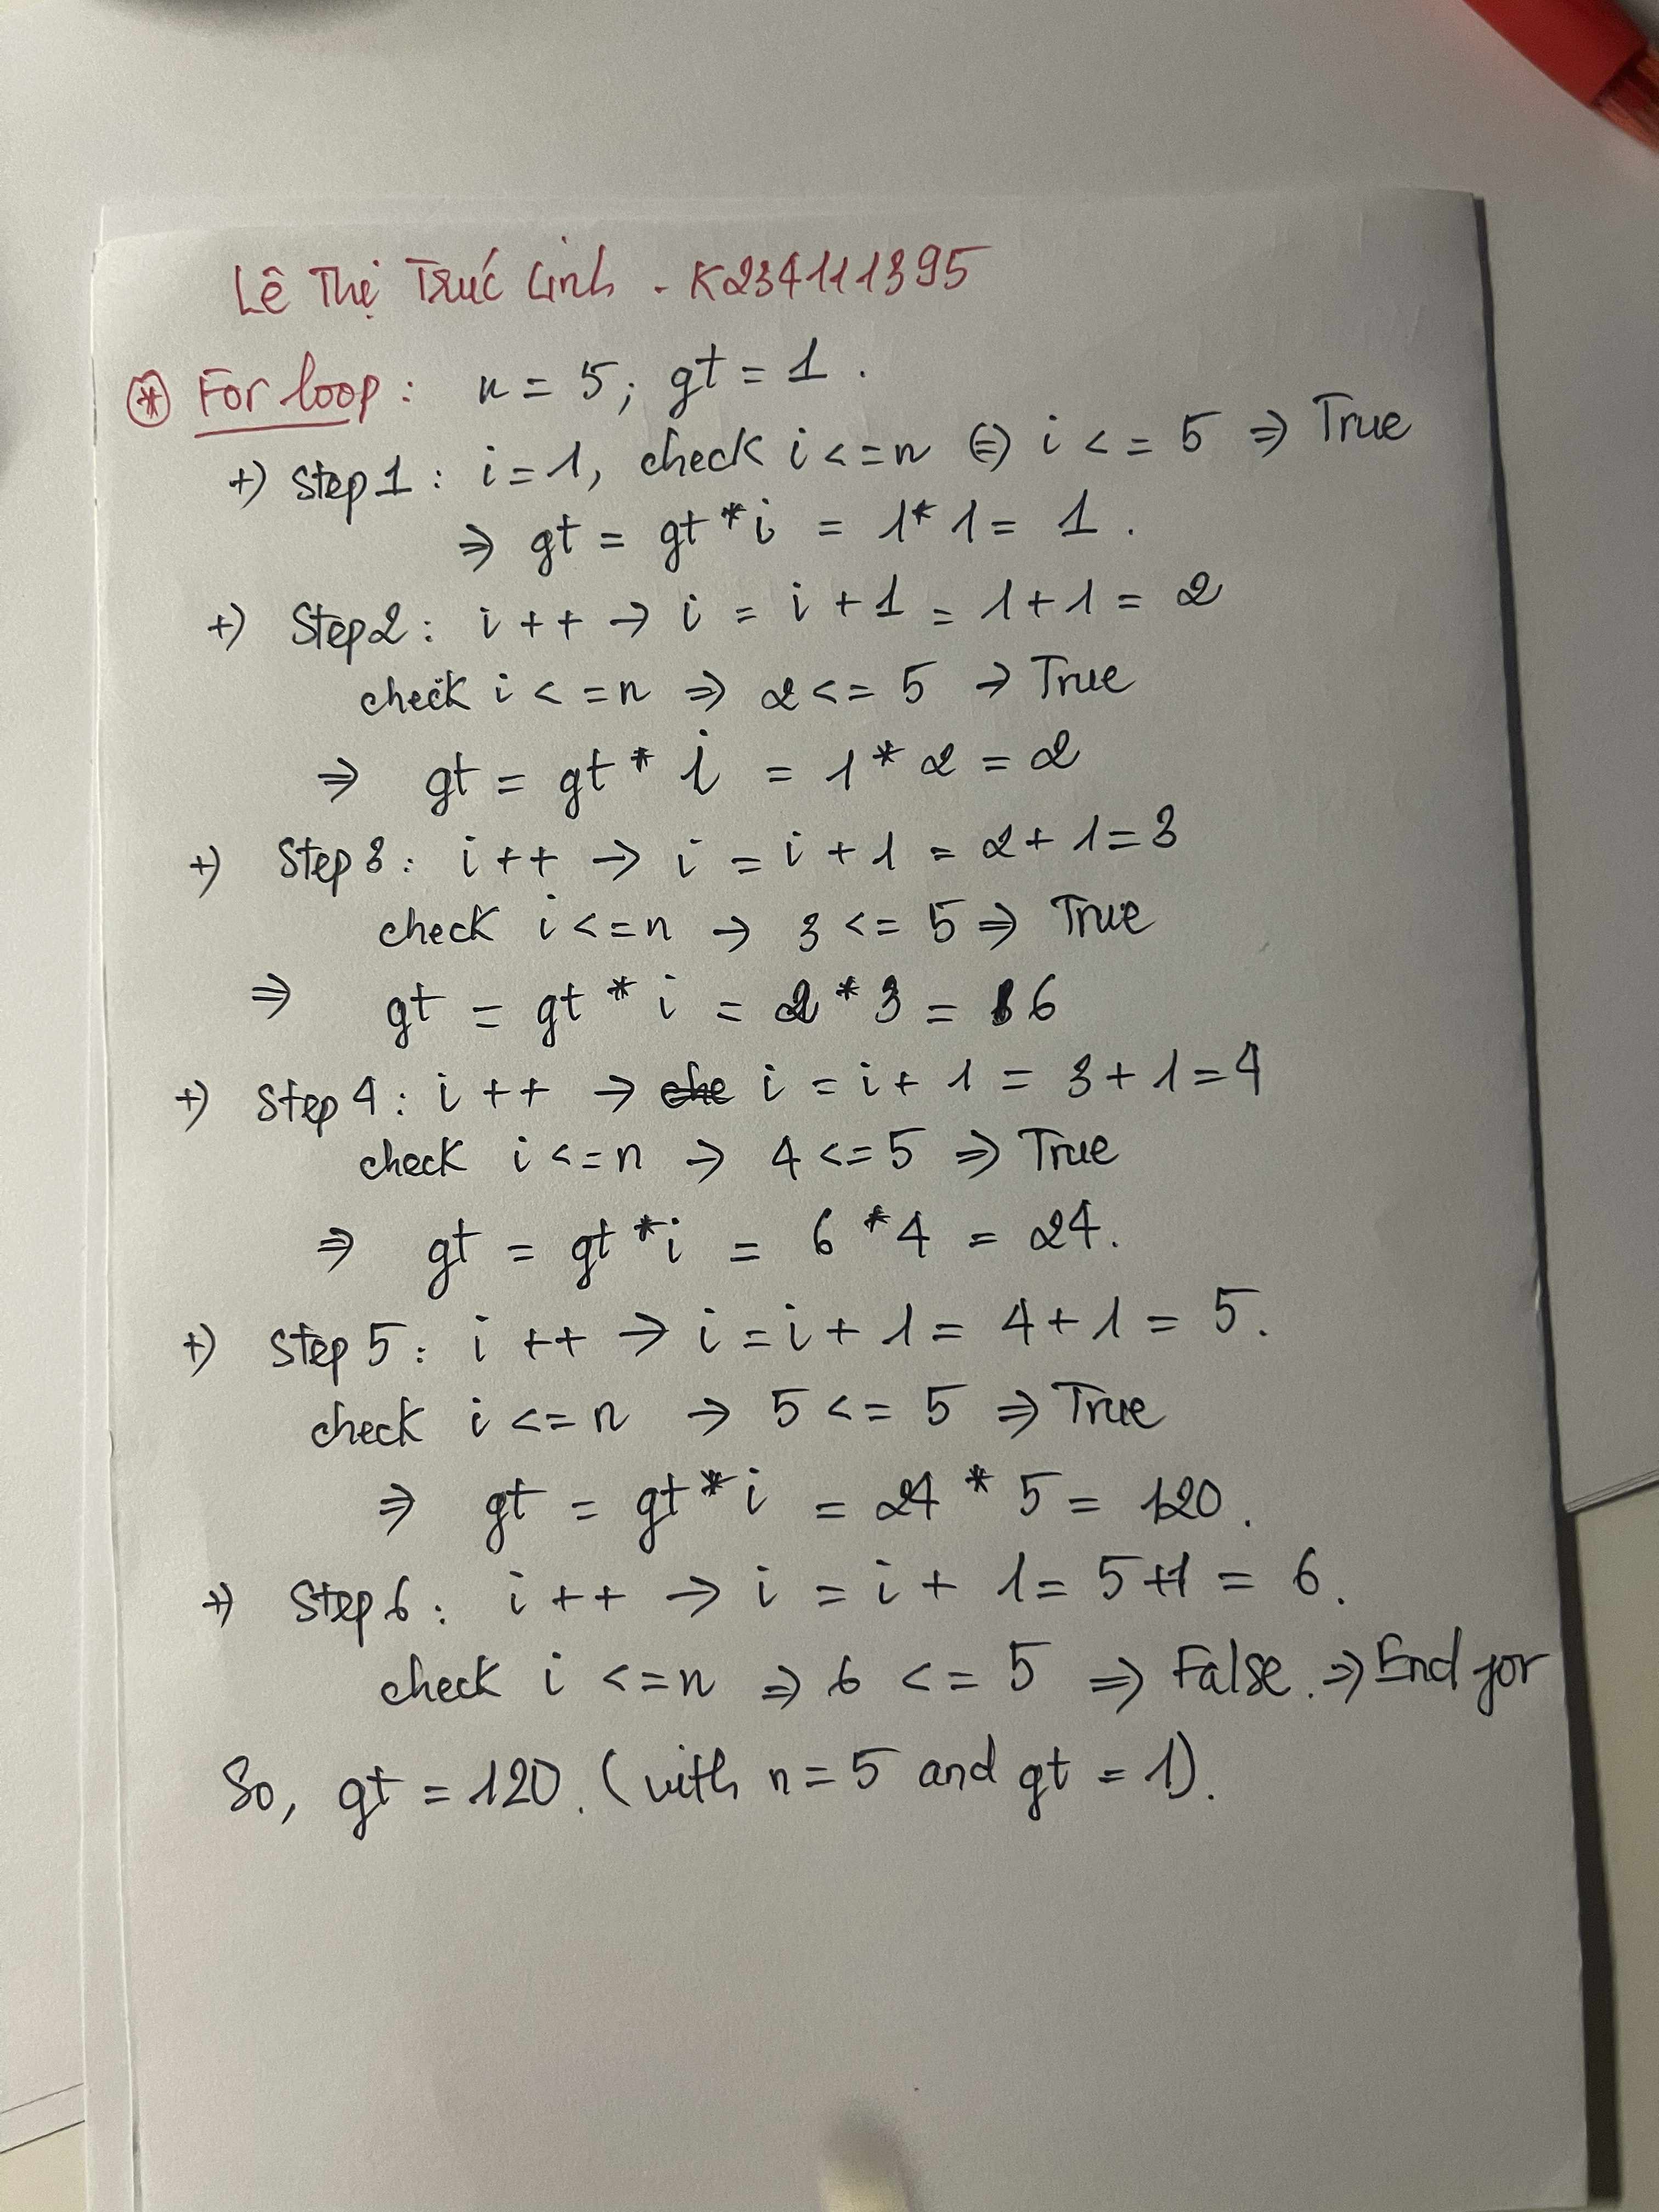 Lê Thị Trúc Linh - K234111395
⊛ For loop: n = 5; gt = 1.
+) Step 1: i = 1, check i <= n (=) i <= 5 => True
=> gt = gt * i = 1 * 1 = 1.
+) Step 2: i ++ -> i = i + 1 = 1 + 1 = 2
check i <= n => 2 <= 5 -> True
=> gt = gt * i = 1 * 2 = 2
+) Step 3: i ++ -> i = i + 1 = 2 + 1 = 3
check i <= n -> 3 <= 5 => True
=> gt = gt * i = 2 * 3 = 6
+) Step 4: i ++ -> i = i + 1 = 3 + 1 = 4
check i <= n -> 4 <= 5 => True
=> gt = gt * i = 6 * 4 = 24.
+) Step 5: i ++ -> i = i + 1 = 4 + 1 = 5.
check i <= n -> 5 <= 5 => True
=> gt = gt * i = 24 * 5 = 120.
+) Step 6: i ++ -> i = i + 1 = 5 + 1 = 6.
check i <= n => 6 <= 5 => False. => End for
So, gt = 120. (with n = 5 and gt = 1).